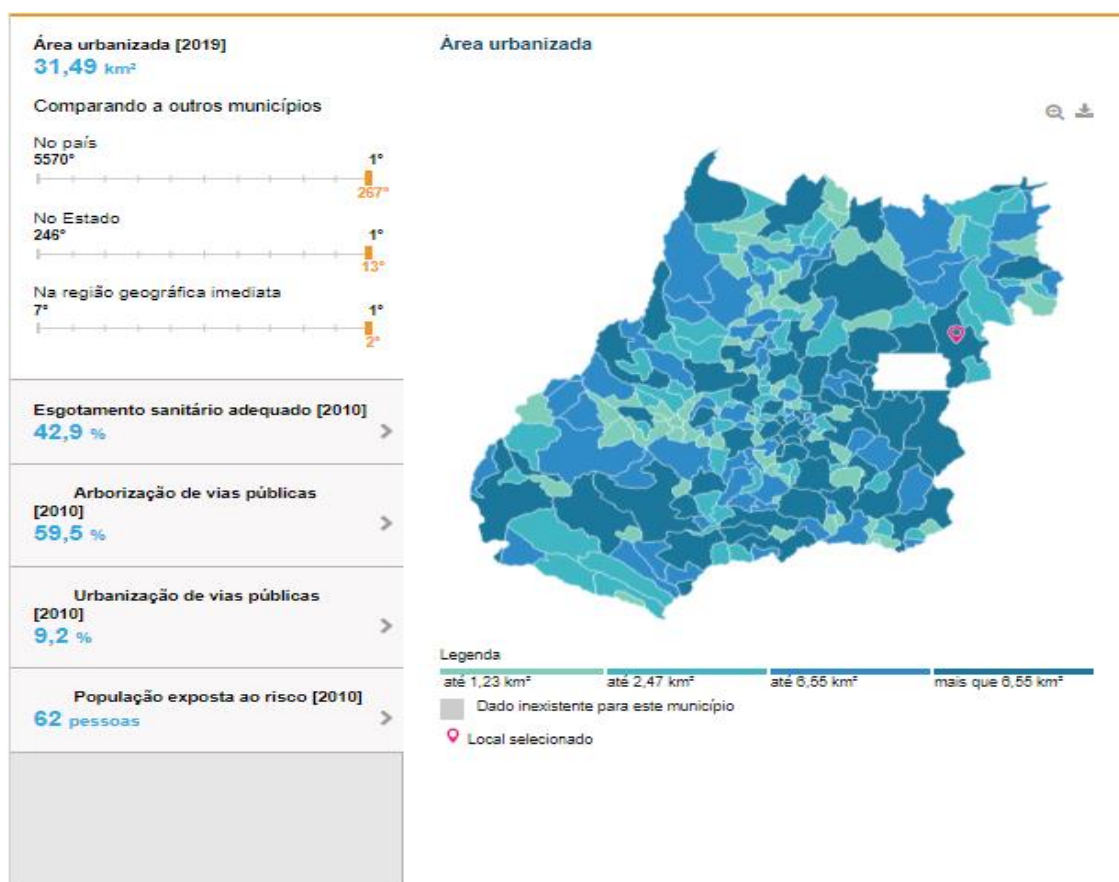 Área urbanizada [2019]
31,49 km²
Comparando a outros municípios
No país
5570° 1°
267°
No Estado
246° 1°
13°
Na região geográfica imediata
7° 1°
2°
Esgotamento sanitário adequado [2010]
42,9 %
Arborização de vias públicas
[2010]
59,5 %
Urbanização de vias públicas
[2010]
9,2 %
População exposta ao risco [2010]
62 pessoas
Área urbanizada
Legenda
até 1,23 km² até 2,47 km² até 6,55 km² mais que 6,55 km²
Dado inexistente para este município
Local selecionado